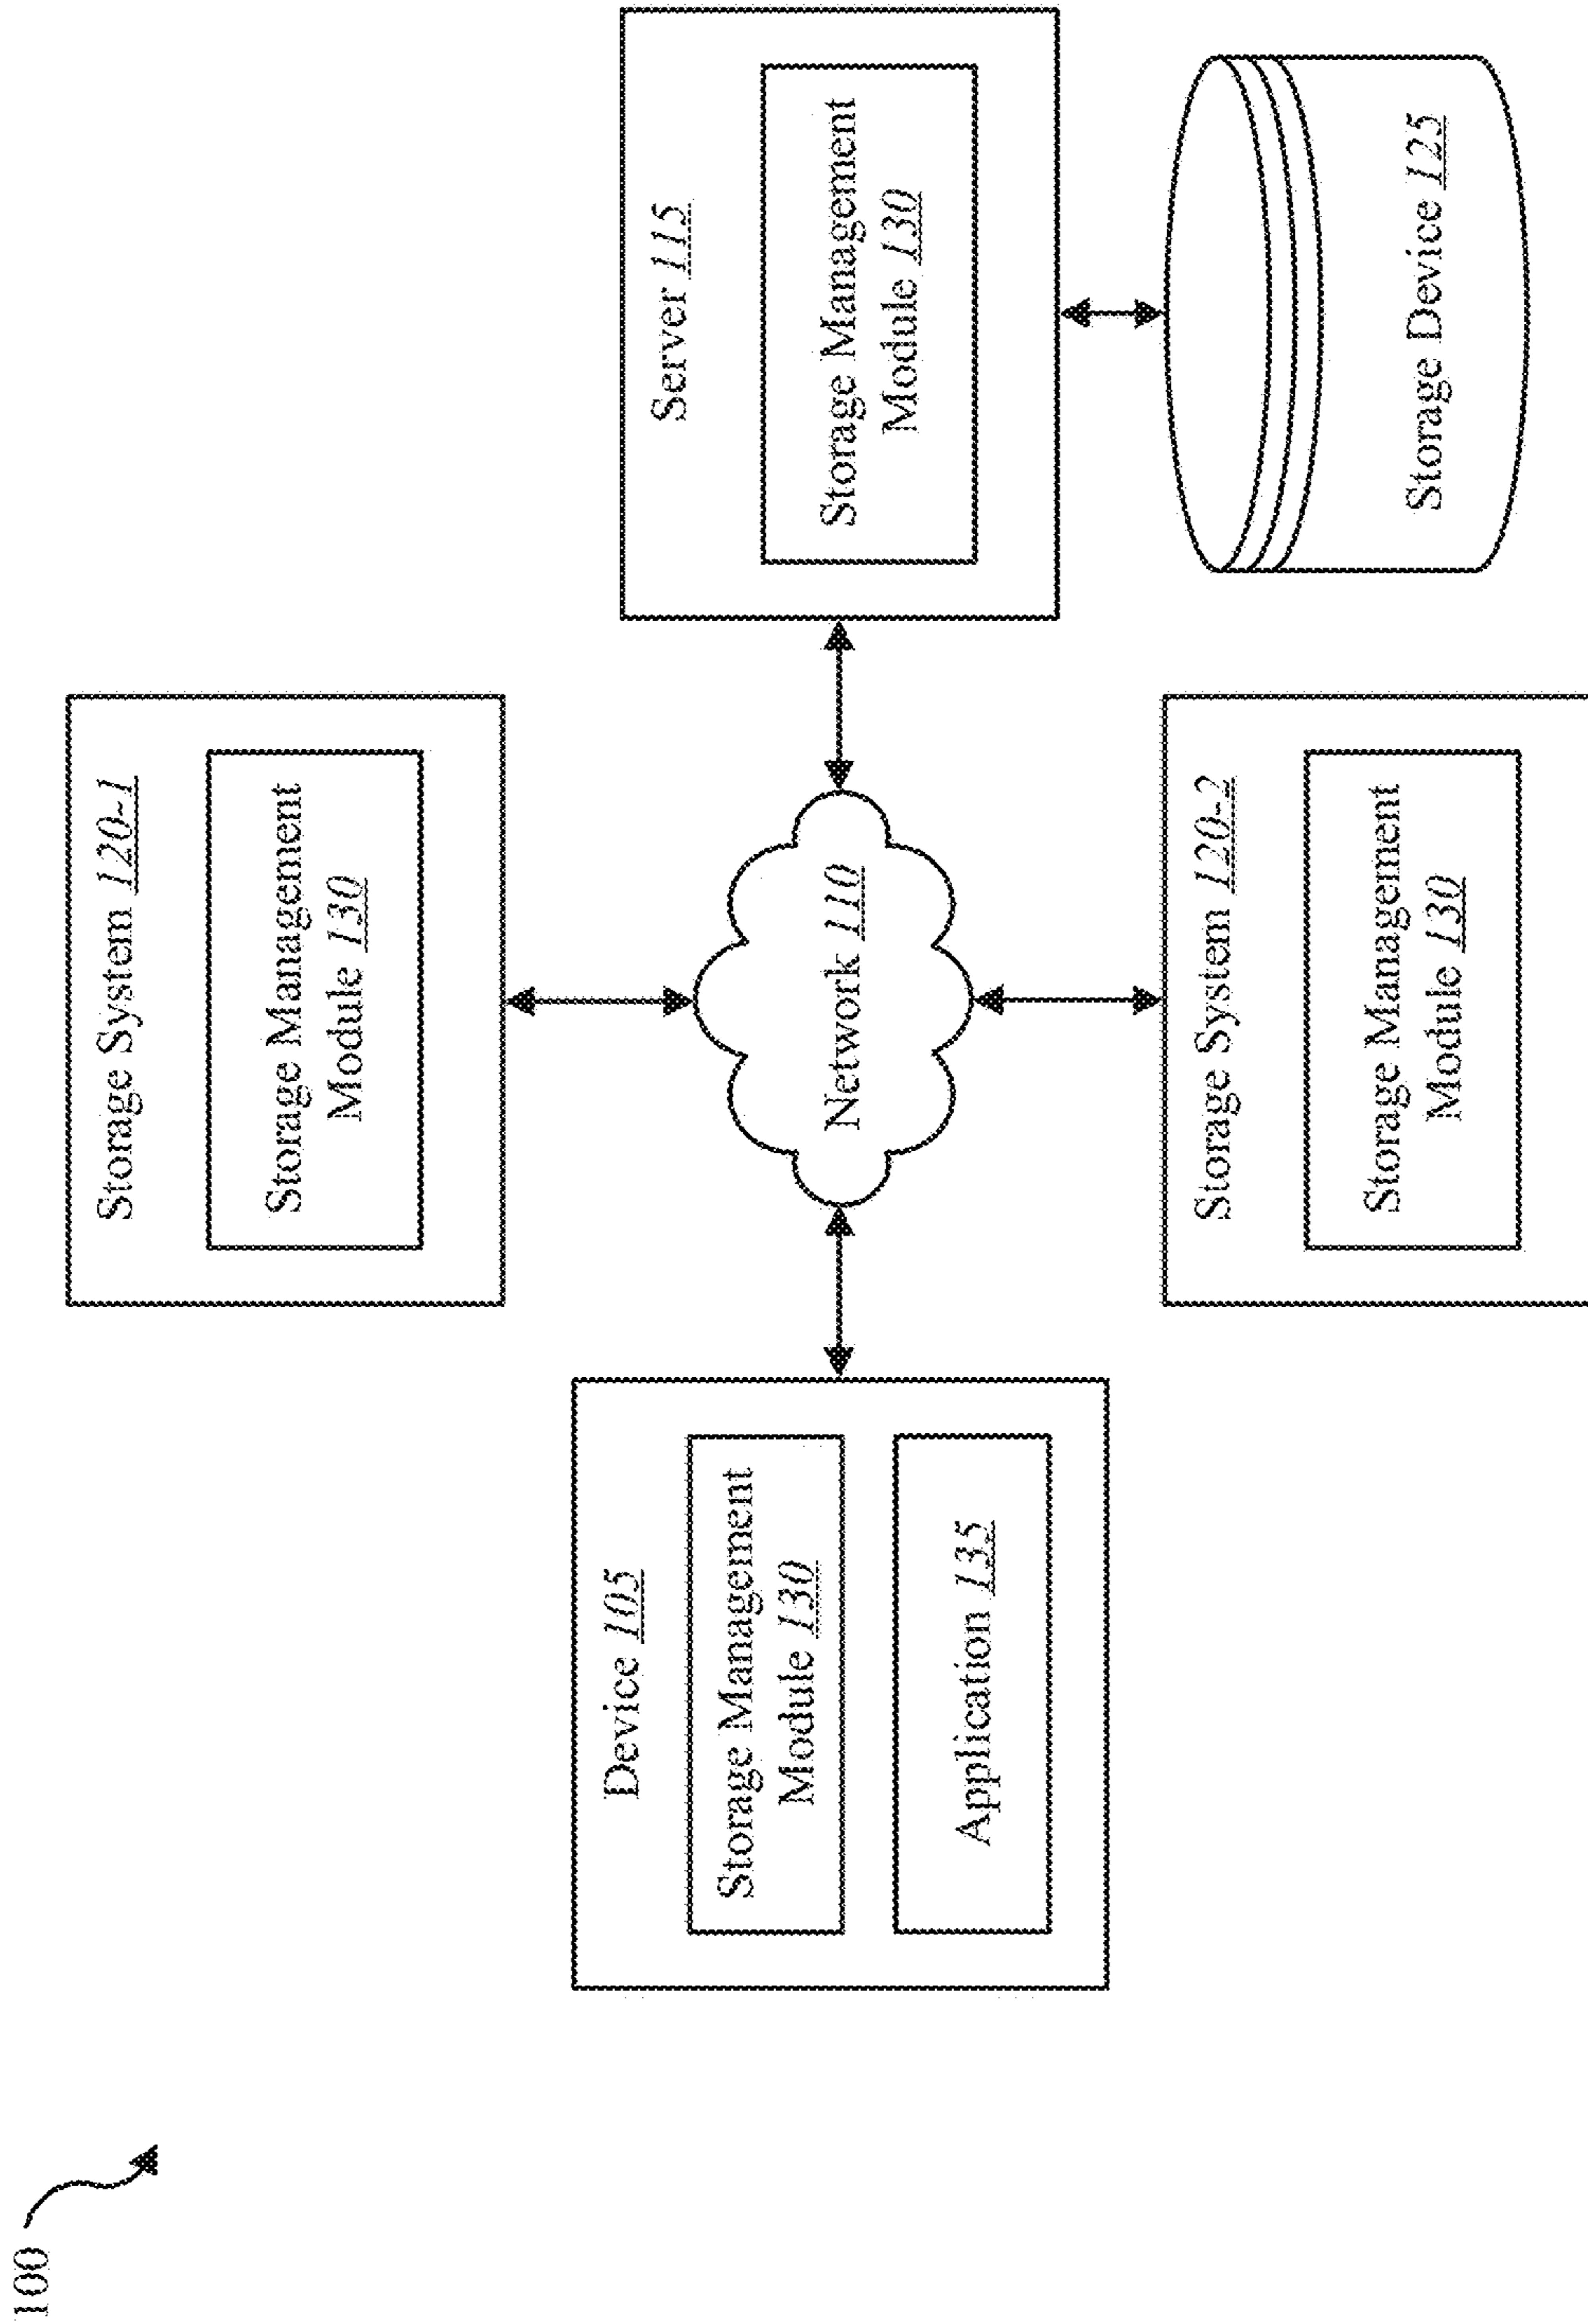 100
Storage System 120-1
Storage Management
Module 130
Device 105
Storage Management
Module 130
Application 135
Network 110
Server 115
Storage Management
Module 130
Storage System 120-2
Storage Management
Module 130
Storage Device 125